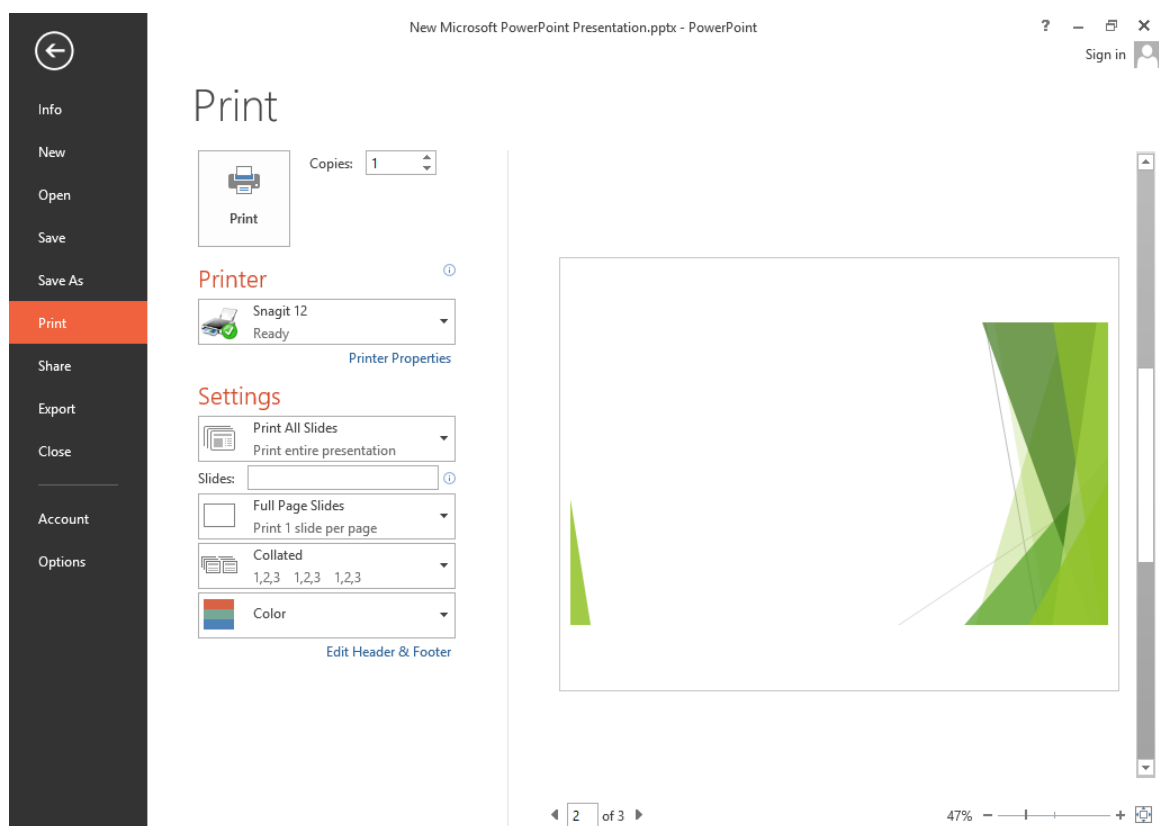 New Microsoft PowerPoint Presentation.pptx - PowerPoint
?
Sign in
Info
New
Open
Save
Save As
Print
Share
Export
Close
Account
Options
Print
Print
Copies: 1
Printer
Snagit 12
Ready
Printer Properties
Settings
Print All Slides
Print entire presentation
Slides:
Full Page Slides
Print 1 slide per page
Collated
1,2,3 1,2,3 1,2,3
Color
Edit Header & Footer
2 of 3
47%